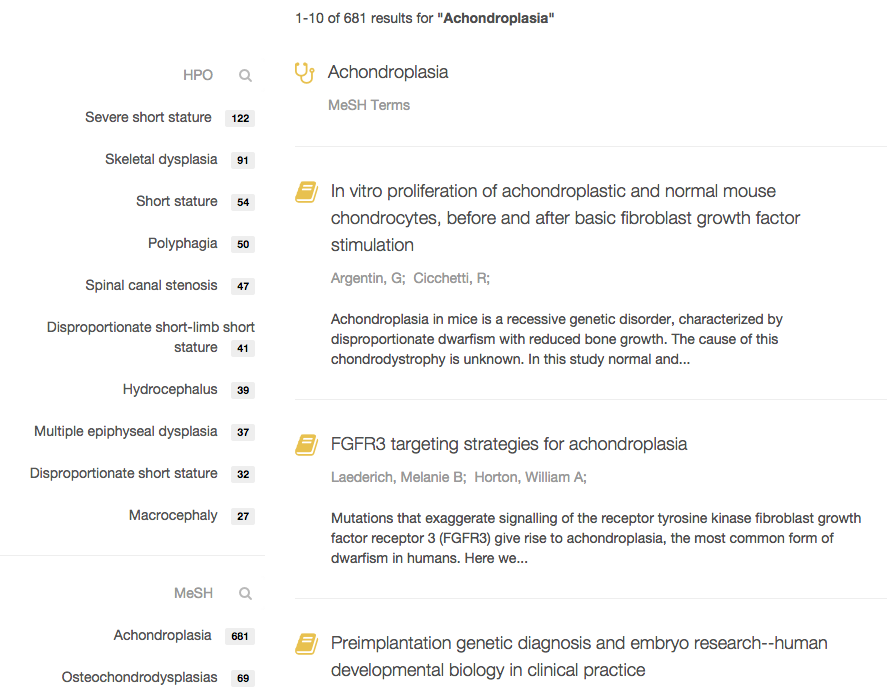 1-10 of 681 results for "Achondroplasia"
HPO
Severe short stature 122
Skeletal dysplasia 91
Short stature 54
Polyphagia 50
Spinal canal stenosis 47
Disproportionate short-limb short
stature 41
Hydrocephalus 39
Multiple epiphyseal dysplasia 37
Disproportionate short stature 32
Macrocephaly 27
MeSH
Achondroplasia 681
Osteochondrodysplasias 69
Achondroplasia
MeSH Terms
In vitro proliferation of achondroplastic and normal mouse
chondrocytes, before and after basic fibroblast growth factor
stimulation
Argentin, G; Cicchetti, R;
Achondroplasia in mice is a recessive genetic disorder, characterized by
disproportionate dwarfism with reduced bone growth. The cause of this
chondrodystrophy is unknown. In this study normal and...
FGFR3 targeting strategies for achondroplasia
Laederich, Melanie B; Horton, William A;
Mutations that exaggerate signalling of the receptor tyrosine kinase fibroblast growth
factor receptor 3 (FGFR3) give rise to achondroplasia, the most common form of
dwarfism in humans. Here we...
Preimplantation genetic diagnosis and embryo research--human
developmental biology in clinical practice